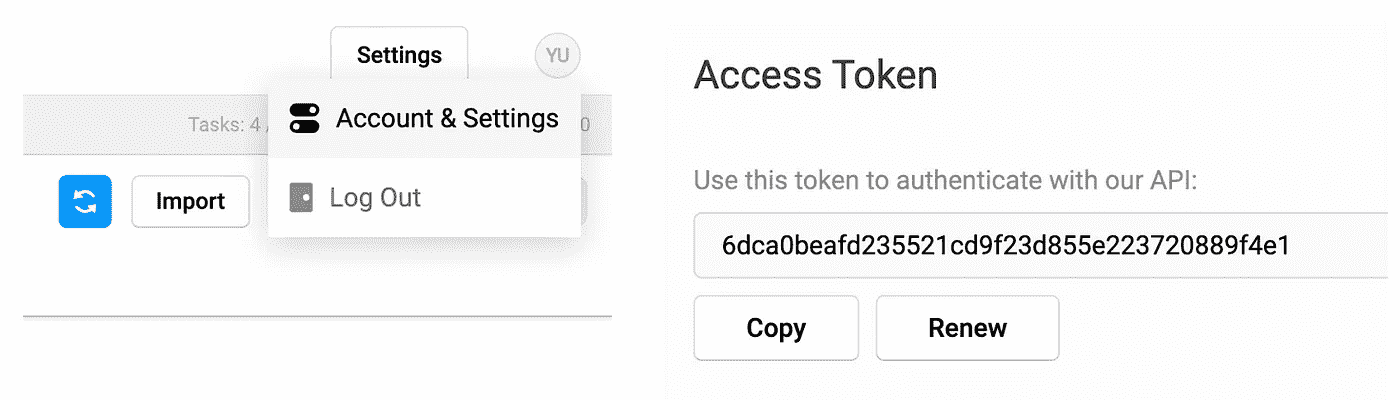 Settings
YU
Tasks: 4 /
0
Account & Settings
Import
Log Out
Access Token
Use this token to authenticate with our API:
6dca0beafd235521cd9f23d855e223720889f4e1
Copy
Renew